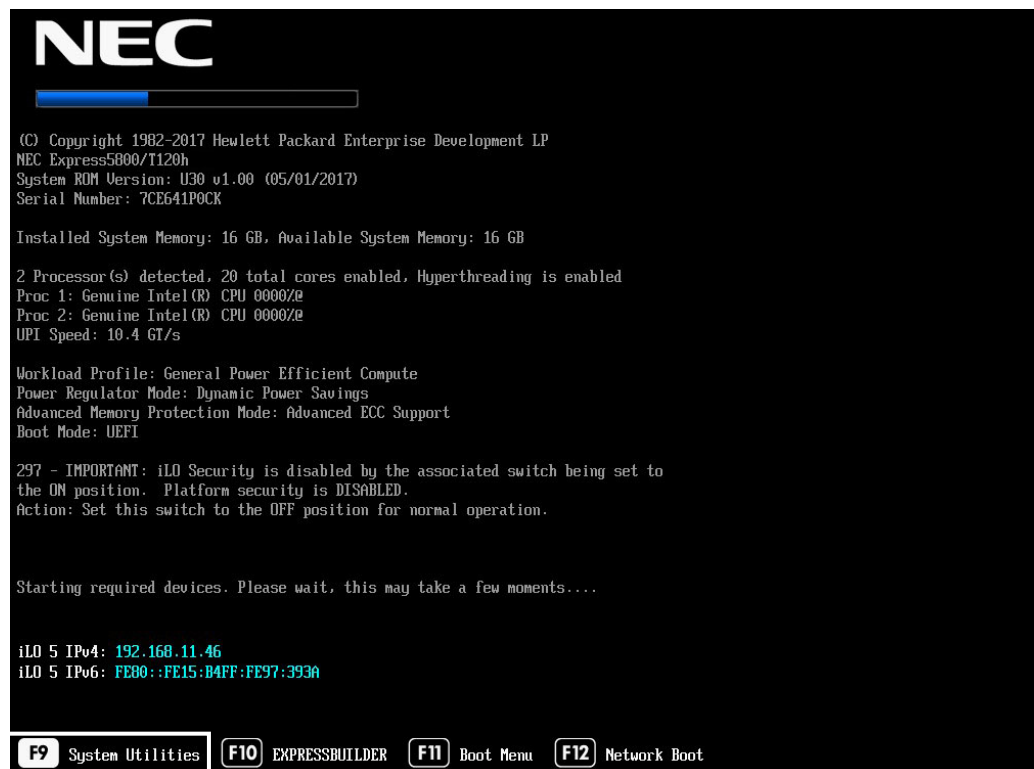 NEC
(C) Copyright 1982-2017 Hewlett Packard Enterprise Development LP
NEC Express5800/T120h
System ROM Version: U30 v1.00 (05/01/2017)
Serial Number: 7CE641P0CK
Installed System Memory: 16 GB, Available System Memory: 16 GB
2 Processor(s) detected, 20 total cores enabled, Hyperthreading is enabled
Proc 1: Genuine Intel(R) CPU 0000%@
Proc 2: Genuine Intel(R) CPU 0000%@
UPI Speed: 10.4 GT/s
Workload Profile: General Power Efficient Compute
Power Regulator Mode: Dynamic Power Savings
Advanced Memory Protection Mode: Advanced ECC Support
Boot Mode: UEFI
297 - IMPORTANT: iLO Security is disabled by the associated switch being set to
the ON position.  Platform security is DISABLED.
Action: Set this switch to the OFF position for normal operation.
Starting required devices. Please wait, this may take a few moments....
iLO 5 IPv4: 192.168.11.46
iLO 5 IPv6: FE80::FE15:B4FF:FE97:393A
F9 System Utilities F10 EXPRESSBUILDER F11 Boot Menu F12 Network Boot